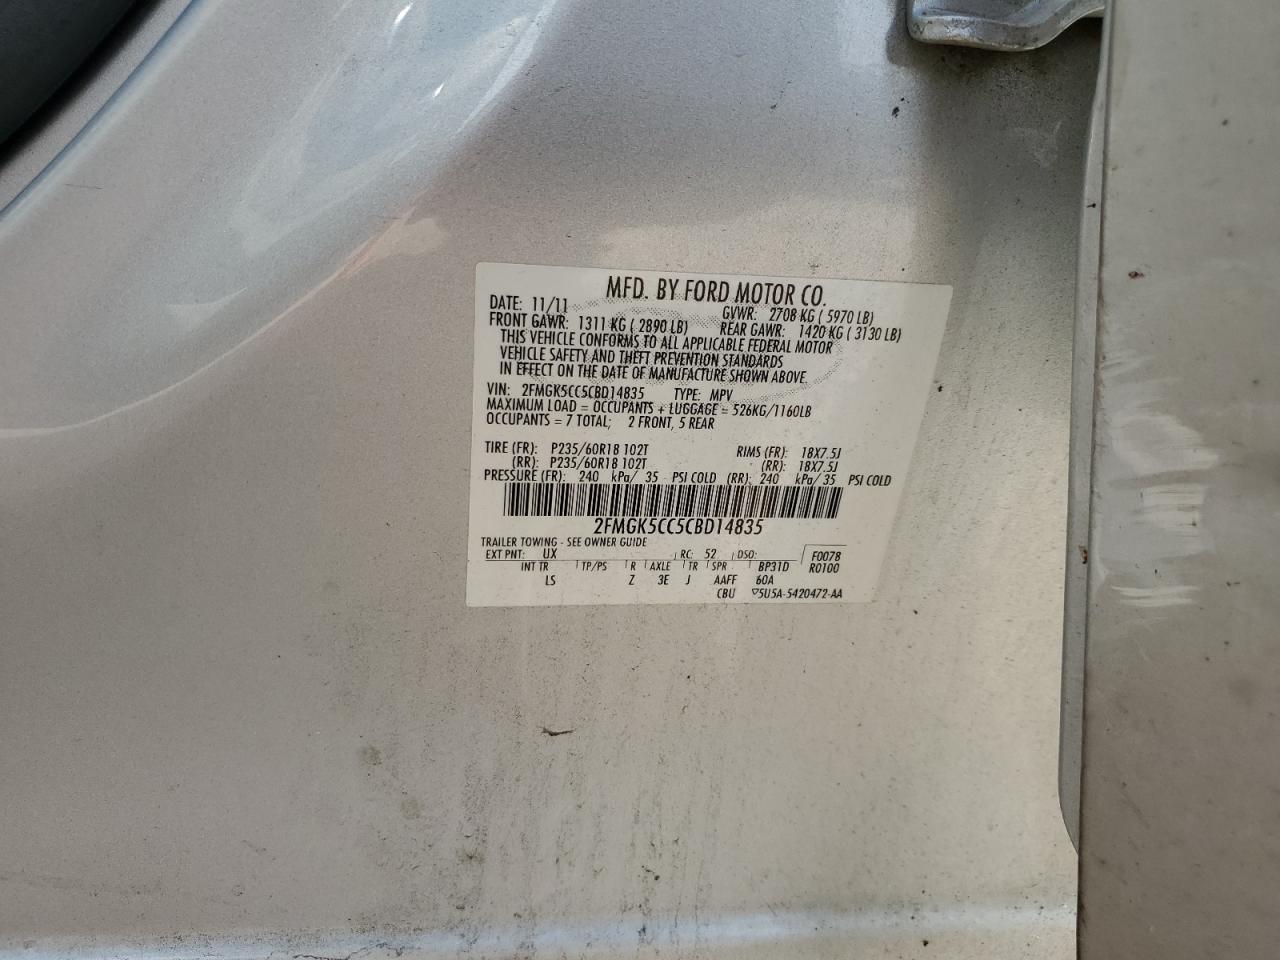 MFD. BY FORD MOTOR CO.
DATE: 11/11 GVWR: 2708 KG ( 5970 LB)
FRONT GAWR: 1311 KG ( 2890 LB) REAR GAWR: 1420 KG ( 3130 LB)
THIS VEHICLE CONFORMS TO ALL APPLICABLE FEDERAL MOTOR
VEHICLE SAFETY AND THEFT PREVENTION STANDARDS
IN EFFECT ON THE DATE OF MANUFACTURE SHOWN ABOVE.
VIN: 2FMGK5CC5CBD14835 TYPE: MPV
MAXIMUM LOAD = OCCUPANTS + LUGGAGE = 526KG/1160LB
OCCUPANTS = 7 TOTAL; 2 FRONT, 5 REAR
TIRE (FR): P235/60R18 102T RIMS (FR): 18X7.5J
(RR): P235/60R18 102T (RR): 18X7.5J
PRESSURE (FR): 240 kPa/ 35 PSI COLD (RR): 240 kPa/ 35 PSI COLD
2FMGK5CC5CBD14835
TRAILER TOWING - SEE OWNER GUIDE
EXT PNT: UX RC: 52 DSO: F0078
INT TR TP/PS R AXLE TR SPR BP31D R0100
LS Z 3E J AAFF 60A
CBU ▽5U5A-5420472-AA